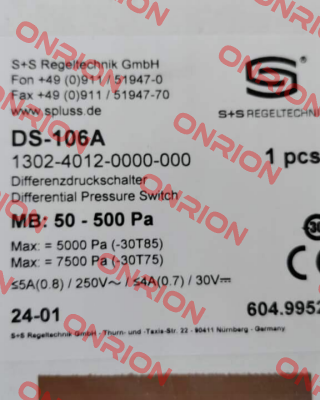 S+S Regeltechnik GmbH
Fon +49 (0)911 / 51947-0
Fax +49 (0)911 / 51947-70
www.spluss.de
S+S REGELTECHNIK
DS-106A
1302-4012-0000-000
1 pcs
Differenzdruckschalter
Differential Pressure Switch
MB: 50 - 500 Pa
Max: = 5000 Pa (-30T85)
Max: = 7500 Pa (-30T75)
≤5A(0.8) / 250V~ / ≤4A(0.7) / 30V⎓
24-01
604.9952
S+S Regeltechnik GmbH - Thurn- und -Taxis-Str. 22 - 90411 Nürnberg - Germany
ONRION
ONRION
ONRION
ONRION
ONRION
ONRION
ONRION
ONRION